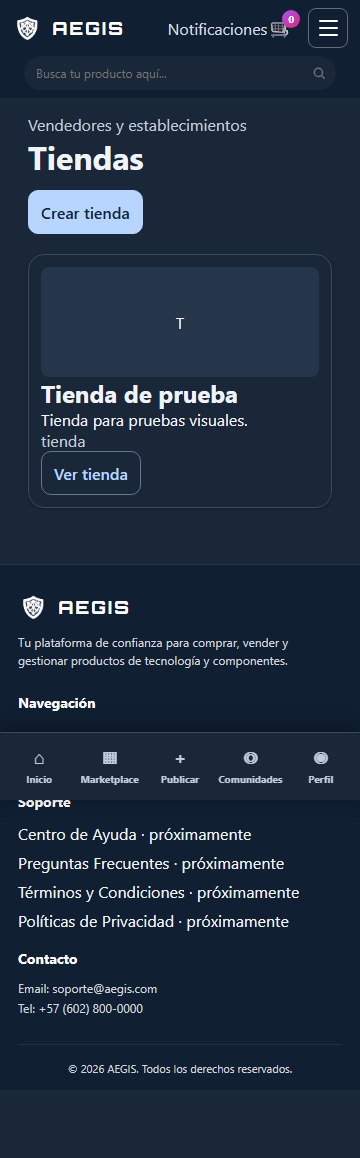 AEGIS
Notificaciones
0
Busca tu producto aquí...
Vendedores y establecimientos
Tiendas
Crear tienda
T
Tienda de prueba
Tienda para pruebas visuales.
tienda
Ver tienda
AEGIS
Tu plataforma de confianza para comprar, vender y
gestionar productos de tecnología y componentes.
Navegación
Inicio
Marketplace
Publicar
Comunidades
Perfil
Soporte
Centro de Ayuda · próximamente
Preguntas Frecuentes · próximamente
Términos y Condiciones · próximamente
Políticas de Privacidad · próximamente
Contacto
Email: soporte@aegis.com
Tel: +57 (602) 800-0000
© 2026 AEGIS. Todos los derechos reservados.